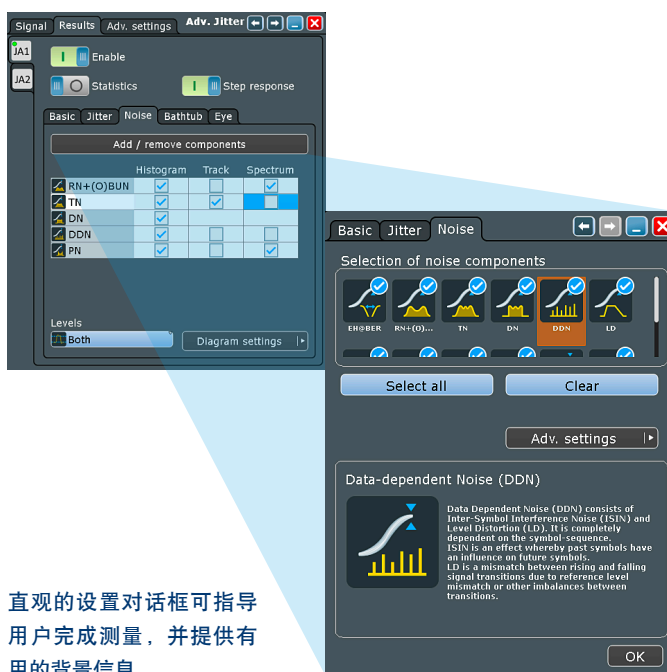 Signal Results Adv. settings Adv. Jitter
JA1
JA2
Enable
Statistics Step response
Basic Jitter Noise Bathtub Eye
Add / remove components
Histogram Track Spectrum
RN+(O)BUN
TN
DN
DDN
PN
Levels
Both Diagram settings
Basic Jitter Noise
Selection of noise components
EH@BER RN+(O)... TN DN DDN LD
Select all Clear
Adv. settings
Data-dependent Noise (DDN)
Data Dependent Noise (DDN) consists of
Inter-Symbol Interference Noise (ISIN) and
Level Distortion (LD). It is completely
dependent on the symbol-sequence.
ISIN is an effect whereby past symbols have
an influence on future symbols.
LD is a mismatch between rising and falling
signal transitions due to reference level
mismatch or other imbalances between
transitions.
OK
直观的设置对话框可指导
用户完成测量，并提供有
用的背景信息